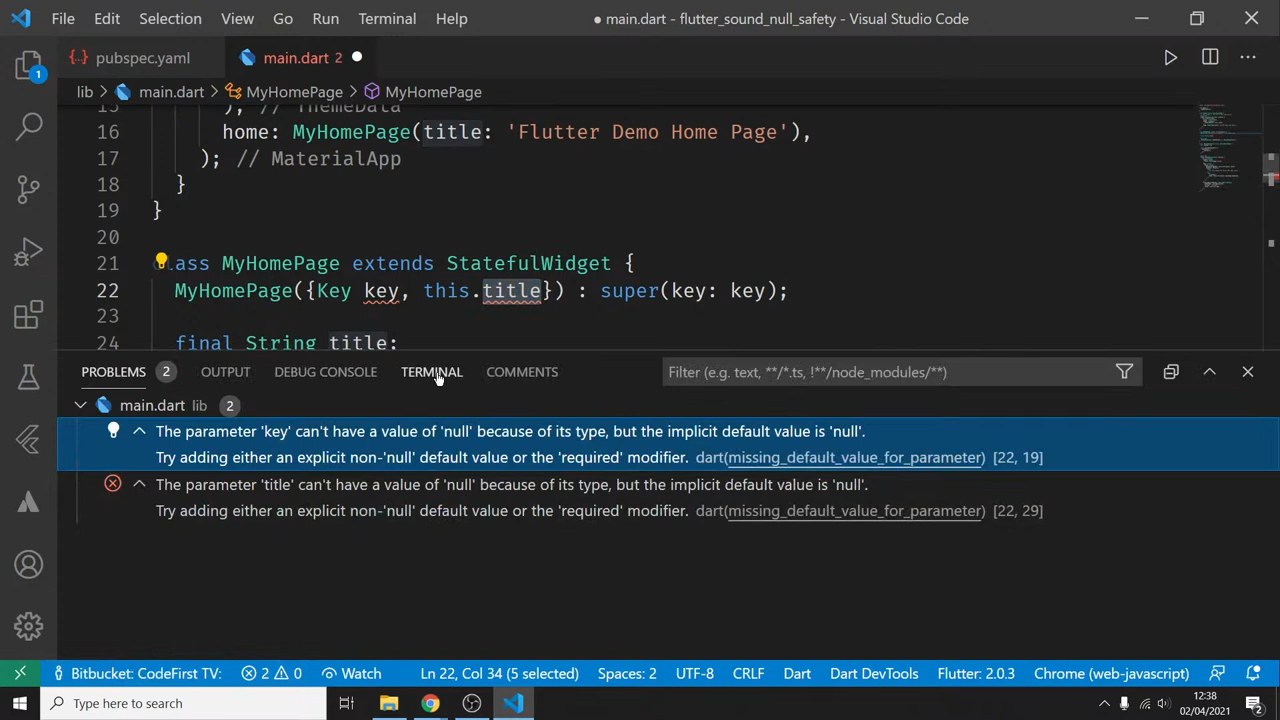 File Edit Selection View Go Run Terminal Help
● main.dart - flutter_sound_null_safety - Visual Studio Code
1
pubspec.yaml
main.dart 2
lib > main.dart > MyHomePage > MyHomePage
15 ), // ThemeData
16 home: MyHomePage(title: 'Flutter Demo Home Page'),
17 ); // MaterialApp
18 }
19 }
20
21 ass MyHomePage extends StatefulWidget {
22 MyHomePage({Key key, this.title}) : super(key: key);
23
24 final String title;
PROBLEMS 2 OUTPUT DEBUG CONSOLE TERMINAL COMMENTS
Filter (e.g. text, **/*.ts, !**/node_modules/**)
main.dart lib 2
The parameter 'key' can't have a value of 'null' because of its type, but the implicit default value is 'null'.
Try adding either an explicit non-'null' default value or the 'required' modifier. dart(missing_default_value_for_parameter) [22, 19]
The parameter 'title' can't have a value of 'null' because of its type, but the implicit default value is 'null'.
Try adding either an explicit non-'null' default value or the 'required' modifier. dart(missing_default_value_for_parameter) [22, 29]
Bitbucket: CodeFirst TV: 2 0 Watch Ln 22, Col 34 (5 selected) Spaces: 2 UTF-8 CRLF Dart Dart DevTools Flutter: 2.0.3 Chrome (web-javascript)
Type here to search
12:38
02/04/2021
2